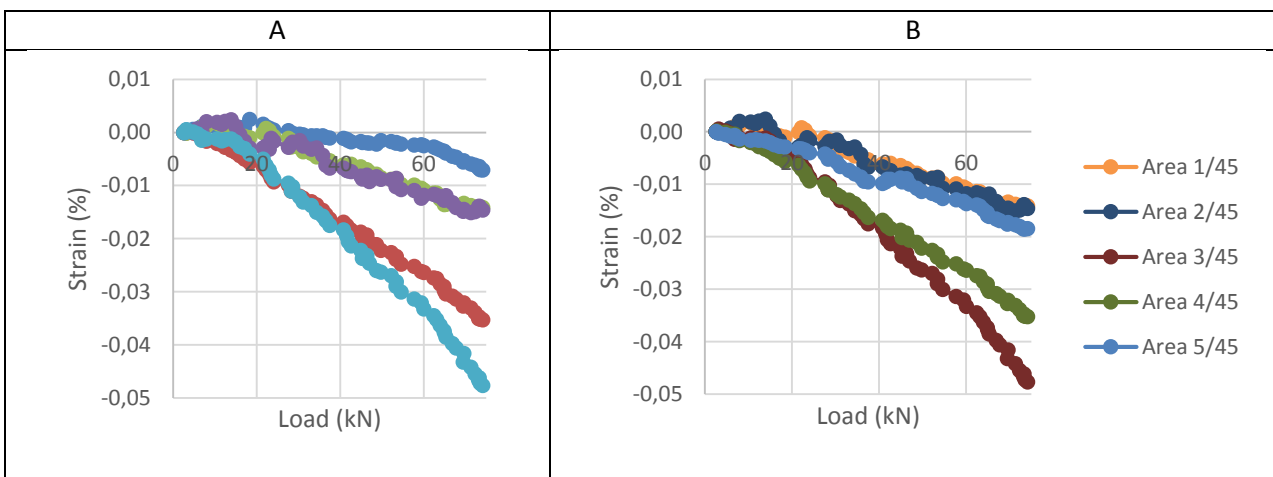 A
B
0,01
0,00
-0,01
-0,02
-0,03
-0,04
-0,05
0 20 40 60
Strain (%)
Load (kN)
0,01
0,00
-0,01
-0,02
-0,03
-0,04
-0,05
0 20 40 60
Strain (%)
Load (kN)
Area 1/45
Area 2/45
Area 3/45
Area 4/45
Area 5/45